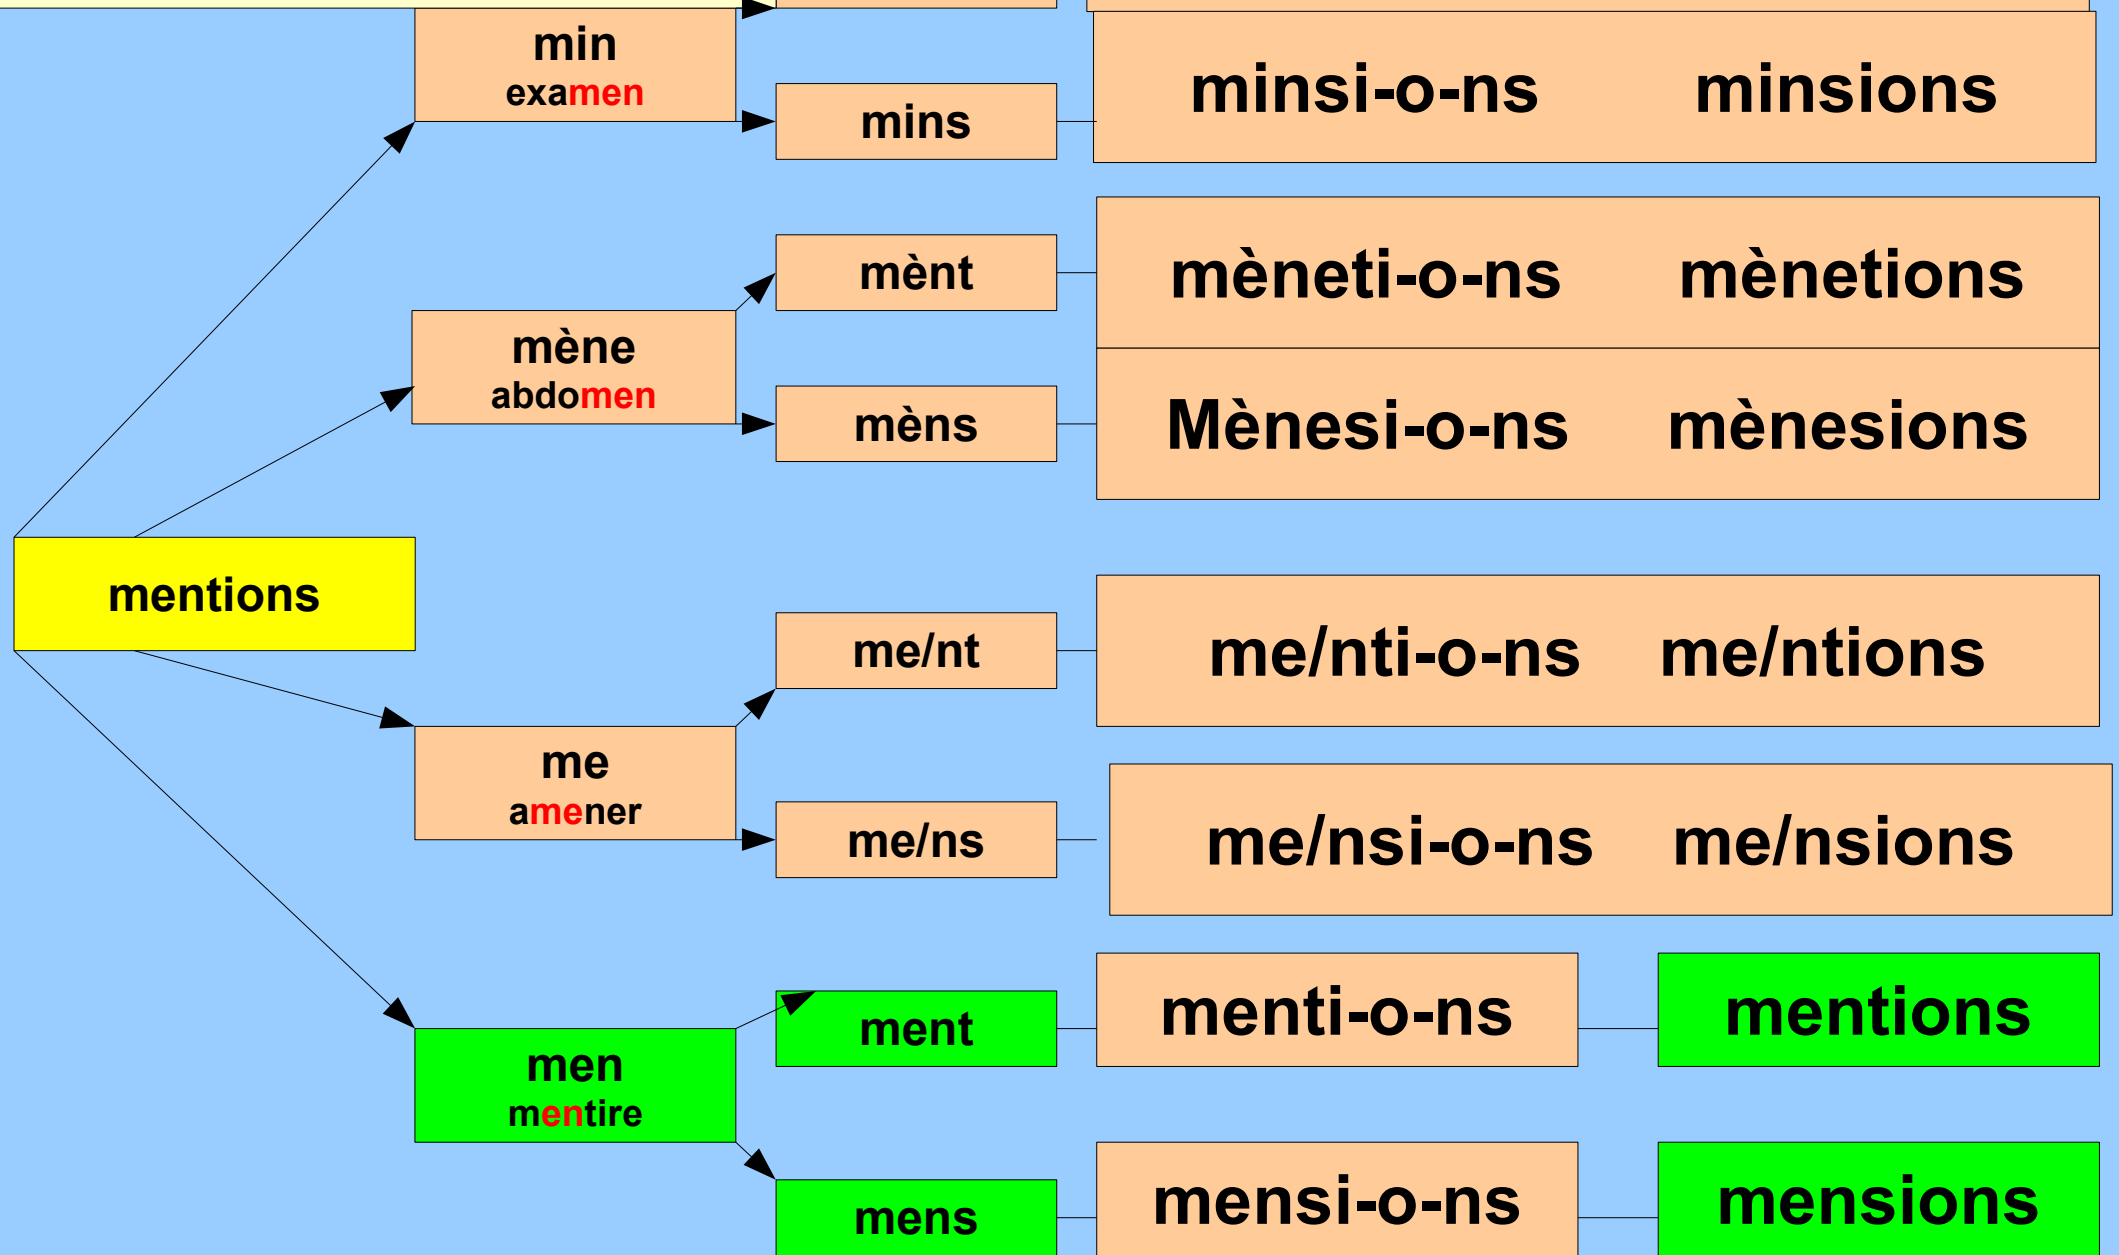 min
examen
mins
minsi-o-ns minsions
mène
abdomen
mènt
mèneti-o-ns mènetions
mèns
Mènesi-o-ns mènesions
mentions
me
amener
me/nt
me/nti-o-ns me/ntions
me/ns
me/nsi-o-ns me/nsions
men
mentire
ment
menti-o-ns mentions
mens
mensi-o-ns mensions